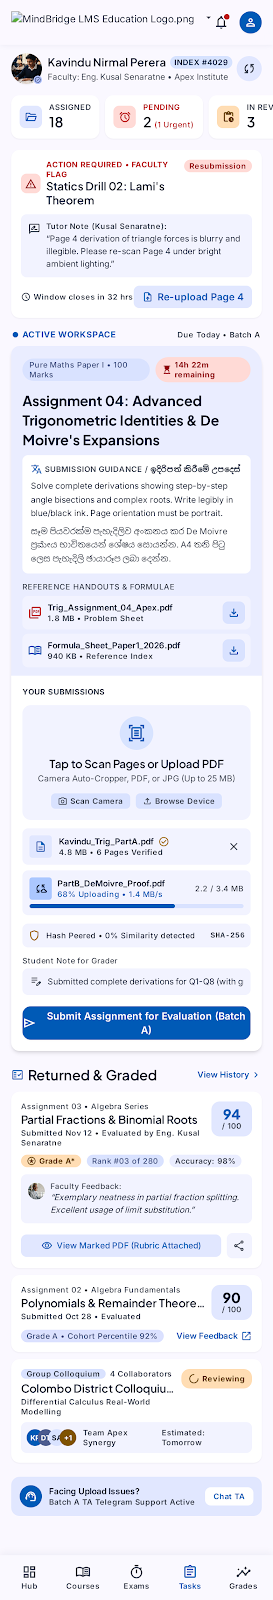 MindBridge LMS Education Logo.png
Kavindu Nirmal Perera INDEX #4029
Faculty: Eng. Kusal Senaratne • Apex Institute
ASSIGNED
18
PENDING
2 (1 Urgent)
IN REV
3
ACTION REQUIRED • FACULTY FLAG
Resubmission
Statics Drill 02: Lami's
Theorem
Tutor Note (Kusal Senaratne):
“Page 4 derivation of triangle forces is blurry and
illegible. Please re-scan Page 4 under bright
ambient lighting.”
Window closes in 32 hrs
Re-upload Page 4
ACTIVE WORKSPACE
Due Today • Batch A
Pure Maths Paper I • 100
Marks
14h 22m
remaining
Assignment 04: Advanced
Trigonometric Identities & De
Moivre's Expansions
SUBMISSION GUIDANCE / ඉදිරිපත් කිරීමේ උපදෙස්
Solve complete derivations showing step-by-step
angle bisections and complex roots. Write legibly in
blue/black ink. Page orientation must be portrait.
සෑම පියවරක්ම පැහැදිලිව අංකනය කර De Moivre
ප්‍රමේය භාවිතයෙන් ශේෂය සොයන්න. A4 තනි පිටු
ලෙස පැහැදිලි ඡායාරූප ලබා දෙන්න.
REFERENCE HANDOUTS & FORMULAE
Trig_Assignment_04_Apex.pdf
1.8 MB • Problem Sheet
Formula_Sheet_Paper1_2026.pdf
940 KB • Reference Index
YOUR SUBMISSIONS
Tap to Scan Pages or Upload PDF
Camera Auto-Cropper, PDF, or JPG (Up to 25 MB)
Scan Camera
Browse Device
Kavindu_Trig_PartA.pdf
4.8 MB • 6 Pages Verified
PartB_DeMoivre_Proof.pdf
68% Uploading • 1.4 MB/s
2.2 / 3.4 MB
Hash Peered • 0% Similarity detected
SHA-256
Student Note for Grader
Submitted complete derivations for Q1-Q8 (with g
Submit Assignment for Evaluation (Batch
A)
Returned & Graded
View History
Assignment 03 • Algebra Series
Partial Fractions & Binomial Roots
Submitted Nov 12 • Evaluated by Eng. Kusal
Senaratne
94
/ 100
Grade A*
Rank #03 of 280
Accuracy: 98%
Faculty Feedback:
“Exemplary neatness in partial fraction splitting.
Excellent usage of limit substitution.”
View Marked PDF (Rubric Attached)
Assignment 02 • Algebra Fundamentals
Polynomials & Remainder Theore...
Submitted Oct 28 • Evaluated
90
/ 100
Grade A • Cohort Percentile 92%
View Feedback
Group Colloquium 4 Collaborators
Colombo District Colloquiu...
Differential Calculus Real-World
Modelling
Reviewing
+1
Team Apex
Synergy
Estimated:
Tomorrow
Facing Upload Issues?
Batch A TA Telegram Support Active
Chat TA
Hub
Courses
Exams
Tasks
Grades